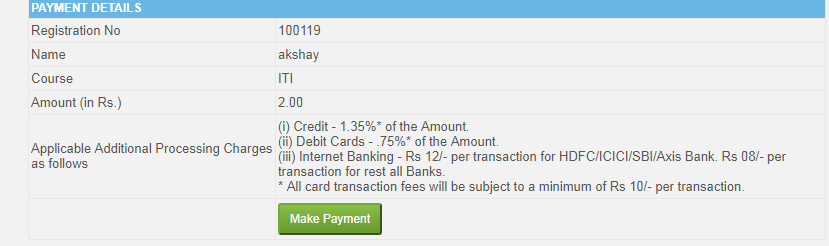 PAYMENT DETAILS
Registration No 100119
Name akshay
Course ITI
Amount (in Rs.) 2.00
Applicable Additional Processing Charges
as follows
(i) Credit - 1.35%* of the Amount.
(ii) Debit Cards - .75%* of the Amount.
(iii) Internet Banking - Rs 12/- per transaction for HDFC/ICICI/SBI/Axis Bank. Rs 08/- per
transaction for rest all Banks.
* All card transaction fees will be subject to a minimum of Rs 10/- per transaction.
Make Payment